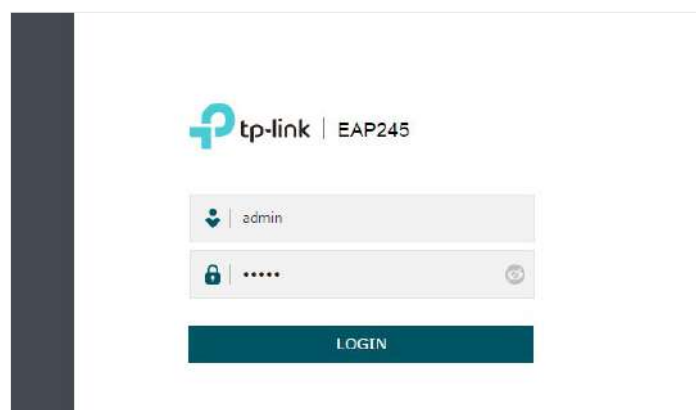 tp-link | EAP245
admin
•••••
LOGIN